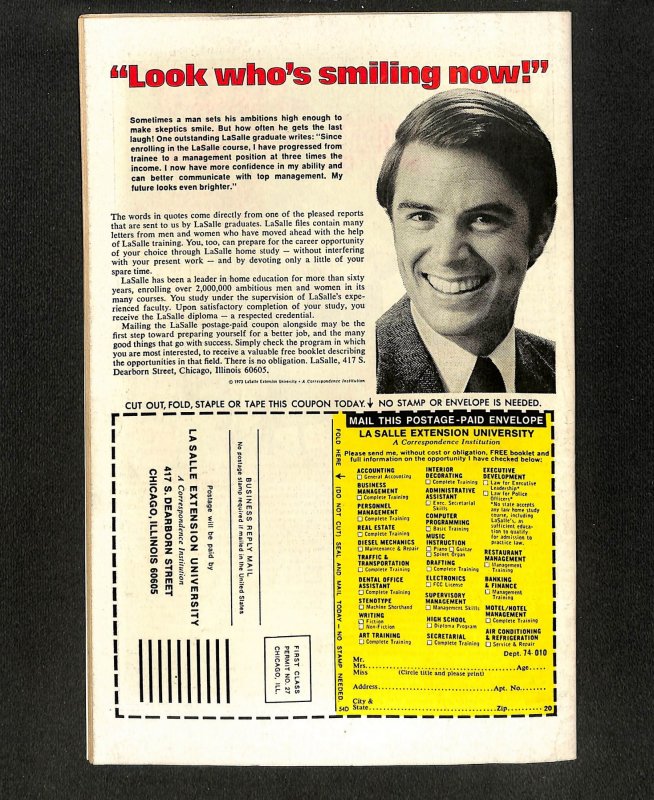 “Look who’s smiling now!”
Sometimes a man sets his ambitions high enough to
make skeptics smile. But how often he gets the last
laugh! One outstanding LaSalle graduate writes: “Since
enrolling in the LaSalle course, I have progressed from
trainee to a management position at three times the
income. I now have more confidence in my ability and
can better communicate with top management. My
future looks even brighter.”
The words in quotes come directly from one of the pleased reports
that are sent to us by LaSalle graduates. LaSalle files contain many
letters from men and women who have moved ahead with the help
of LaSalle training. You, too, can prepare for the career opportunity
of your choice through LaSalle home study — without interfering
with your present work — and by devoting only a little of your
spare time.
LaSalle has been a leader in home education for more than sixty
years, enrolling over 2,000,000 ambitious men and women in its
many courses. You study under the supervision of LaSalle’s expe-
rienced faculty. Upon satisfactory completion of your study, you
receive the LaSalle diploma — a respected credential.
Mailing the LaSalle postage-paid coupon alongside may be the
first step toward preparing yourself for a better job, and the many
good things that go with success. Simply check the program in which
you are most interested, to receive a valuable free booklet describing
the opportunities in that field. There is no obligation. LaSalle, 417 S.
Dearborn Street, Chicago, Illinois 60605.
© 1973 LaSalle Extension University • A Correspondence Institution
CUT OUT, FOLD, STAPLE OR TAPE THIS COUPON TODAY. NO STAMP OR ENVELOPE IS NEEDED.
BUSINESS REPLY MAIL
No postage stamp required if mailed in the United States
Postage will be paid by
LA SALLE EXTENSION UNIVERSITY
A Correspondence Institution
417 S. DEARBORN STREET
CHICAGO, ILLINOIS 60605
FIRST CLASS
PERMIT NO. 27
CHICAGO, ILL.
FOLD HERE (DO NOT CUT) SEAL AND MAIL TODAY – NO STAMP NEEDED.
MAIL THIS POSTAGE-PAID ENVELOPE
LA SALLE EXTENSION UNIVERSITY
A Correspondence Institution
Please send me, without cost or obligation, FREE booklet and
full information on the opportunity I have checked below:
ACCOUNTING
General Accounting
BUSINESS
MANAGEMENT
Complete Training
PERSONNEL
MANAGEMENT
Complete Training
REAL ESTATE
Complete Training
DIESEL MECHANICS
Maintenance & Repair
TRAFFIC &
TRANSPORTATION
Complete Training
DENTAL OFFICE
ASSISTANT
Complete Training
STENOTYPE
Machine Shorthand
WRITING
Fiction
Non-Fiction
ART TRAINING
Complete Training
INTERIOR
DECORATING
Complete Training
ADMINISTRATIVE
ASSISTANT
Exec. Secretarial
Skills
COMPUTER
PROGRAMMING
Basic Training
MUSIC
INSTRUCTION
Piano Guitar
Spinet Organ
DRAFTING
Complete Training
ELECTRONICS
FCC License
SUPERVISORY
MANAGEMENT
Management Skills
HIGH SCHOOL
Diploma Program
SECRETARIAL
Complete Training
EXECUTIVE
DEVELOPMENT
Law for Executive
Leadership*
Law for Police
Officers*
*No state accepts
any law home study
course, including
LaSalle’s, as
sufficient educa-
tion to qualify
for admission to
practice law.
RESTAURANT
MANAGEMENT
Management
Training
BANKING
& FINANCE
Management
Training
MOTEL/HOTEL
MANAGEMENT
Complete Training
AIR CONDITIONING
& REFRIGERATION
Service & Repair
Dept. 74-010
Mr.
Mrs. Age
Miss (Circle title and please print)
Address Apt. No.
City &
State Zip 20
54D